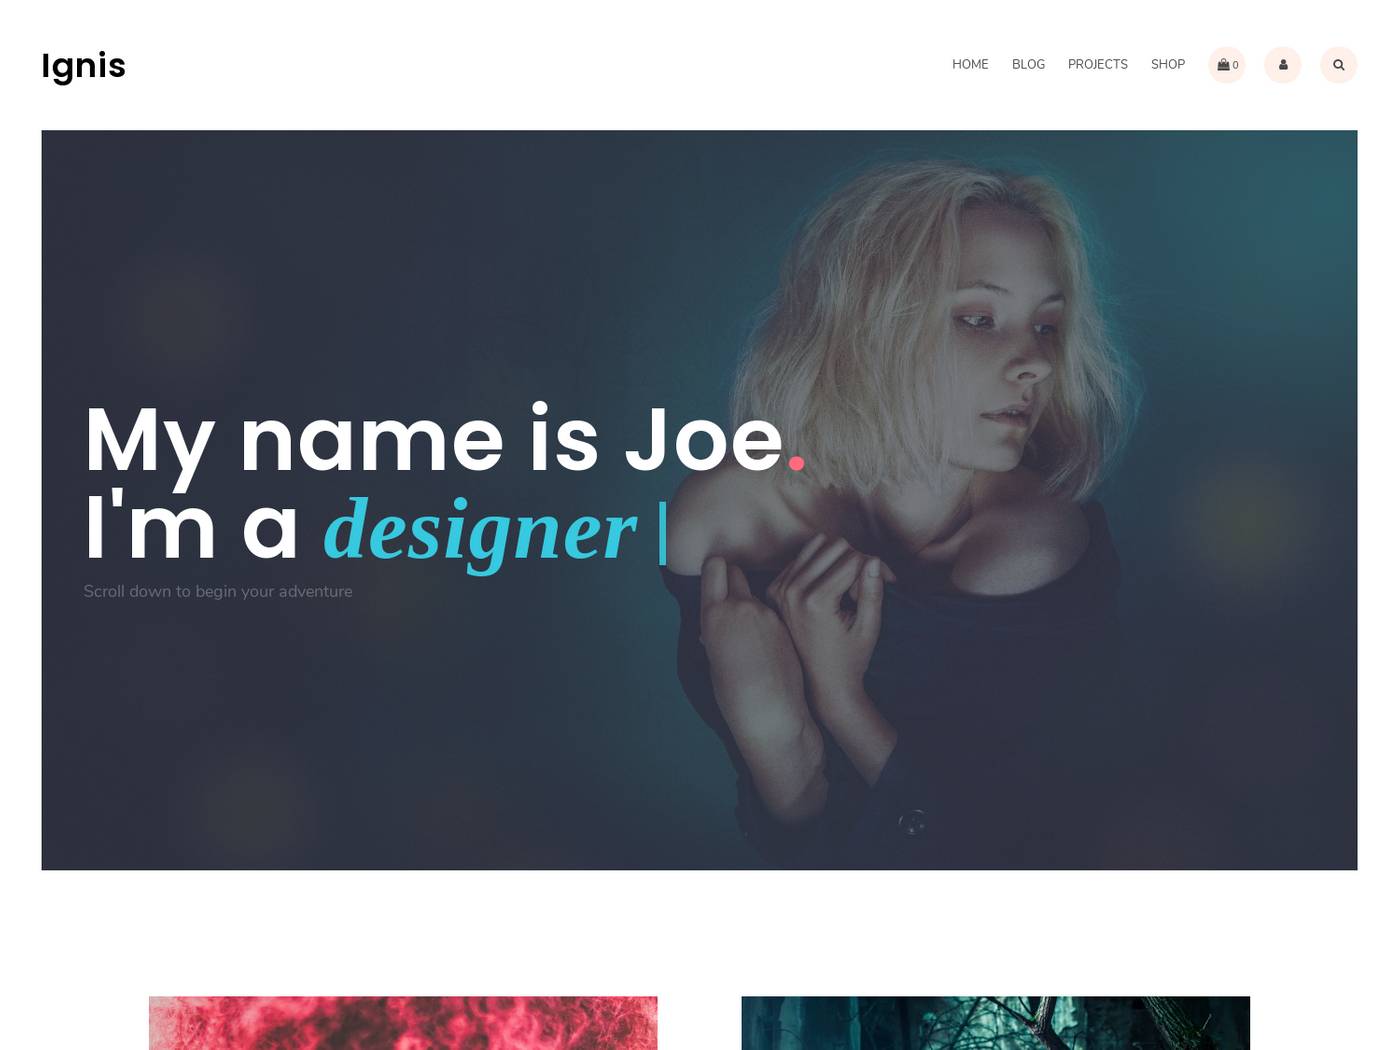 Ignis
HOME BLOG PROJECTS SHOP 0
My name is Joe.
I'm a designer |
Scroll down to begin your adventure